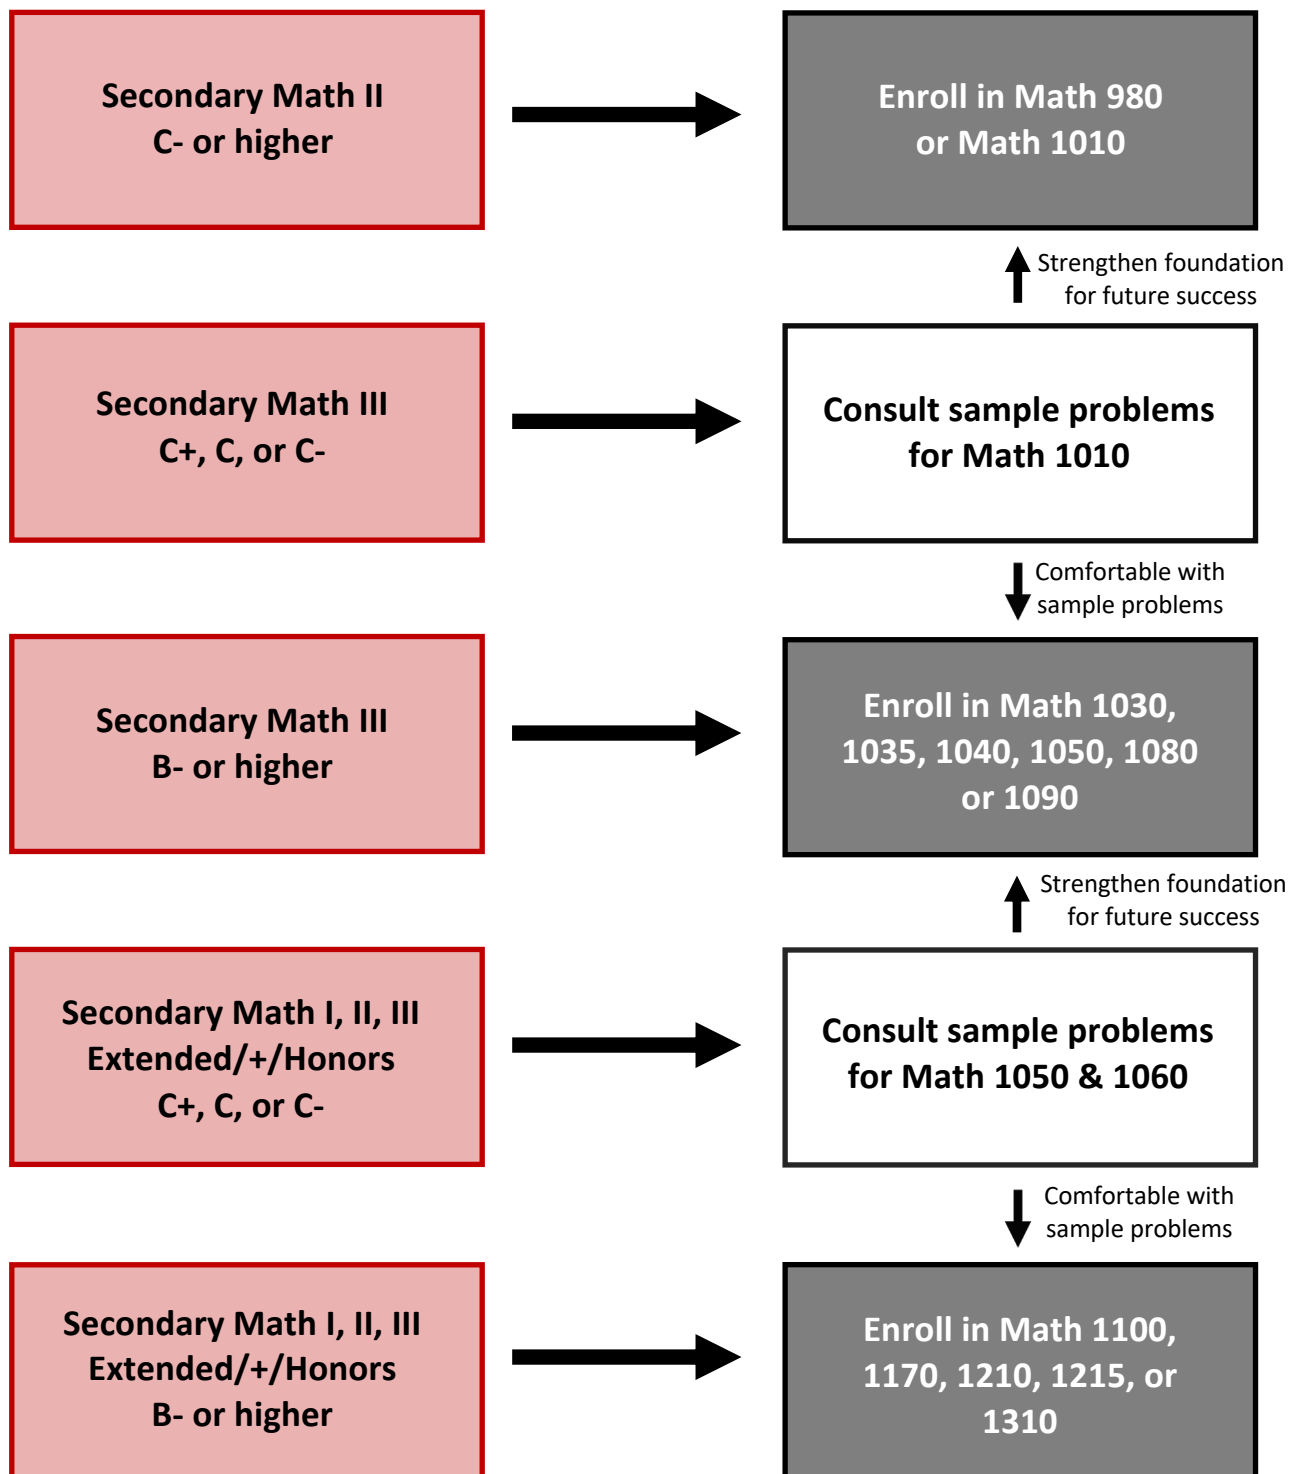 Secondary Math II
C- or higher
Enroll in Math 980
or Math 1010
Strengthen foundation
for future success
Secondary Math III
C+, C, or C-
Consult sample problems
for Math 1010
Comfortable with
sample problems
Secondary Math III
B- or higher
Enroll in Math 1030,
1035, 1040, 1050, 1080
or 1090
Strengthen foundation
for future success
Secondary Math I, II, III
Extended/+/Honors
C+, C, or C-
Consult sample problems
for Math 1050 & 1060
Comfortable with
sample problems
Secondary Math I, II, III
Extended/+/Honors
B- or higher
Enroll in Math 1100,
1170, 1210, 1215, or
1310